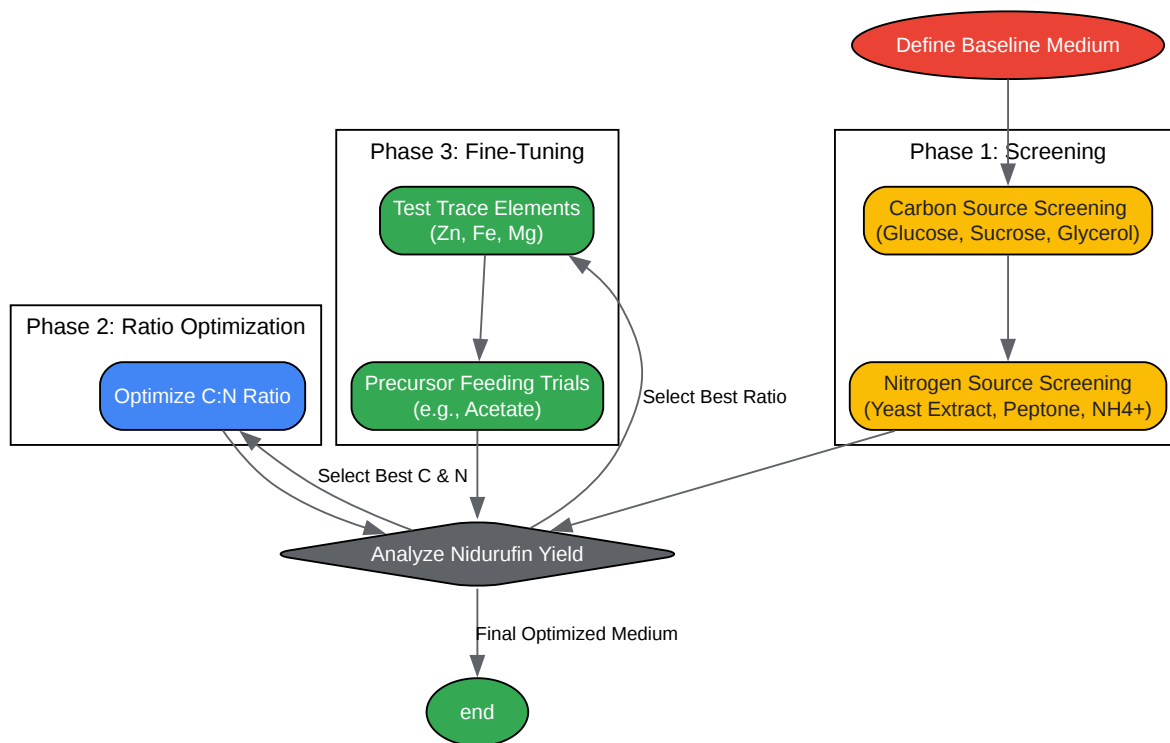 Define Baseline Medium
Phase 1: Screening
Carbon Source Screening
(Glucose, Sucrose, Glycerol)
Nitrogen Source Screening
(Yeast Extract, Peptone, NH4+)
Phase 3: Fine-Tuning
Test Trace Elements
(Zn, Fe, Mg)
Precursor Feeding Trials
(e.g., Acetate)
Phase 2: Ratio Optimization
Optimize C:N Ratio
Select Best Ratio
Select Best C & N
Analyze Nidurufin Yield
Final Optimized Medium
end